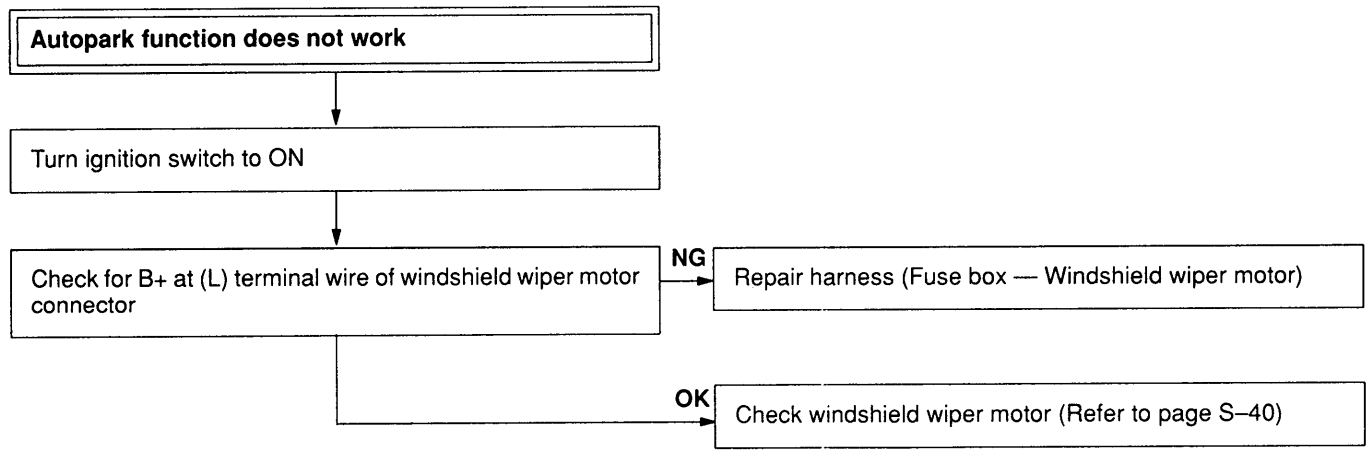 Autopark function does not work
Turn ignition switch to ON
Check for B+ at (L) terminal wire of windshield wiper motor
connector
NG
Repair harness (Fuse box — Windshield wiper motor)
OK
Check windshield wiper motor (Refer to page S–40)